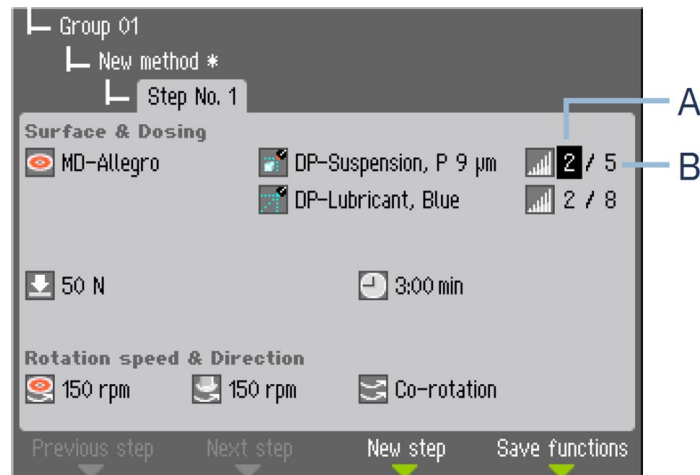 Group 01
New method *
Step No. 1
A
Surface & Dosing
MD-Allegro DP-Suspension, P 9 µm 2 / 5
B
DP-Lubricant, Blue 2 / 8
50 N 3:00 min
Rotation speed & Direction
150 rpm 150 rpm Co-rotation
Previous step Next step New step Save functions